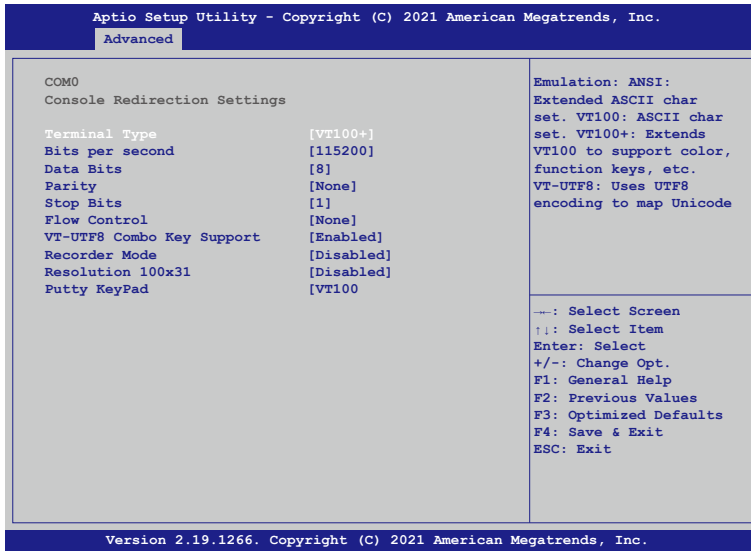 Aptio Setup Utility - Copyright (C) 2021 American Megatrends, Inc.
Advanced
COM0
Console Redirection Settings
Terminal Type [VT100+]
Bits per second [115200]
Data Bits [8]
Parity [None]
Stop Bits [1]
Flow Control [None]
VT-UTF8 Combo Key Support [Enabled]
Recorder Mode [Disabled]
Resolution 100x31 [Disabled]
Putty KeyPad [VT100
Emulation: ANSI:
Extended ASCII char
set. VT100: ASCII char
set. VT100+: Extends
VT100 to support color,
function keys, etc.
VT-UTF8: Uses UTF8
encoding to map Unicode
→←: Select Screen
↑↓: Select Item
Enter: Select
+/-: Change Opt.
F1: General Help
F2: Previous Values
F3: Optimized Defaults
F4: Save & Exit
ESC: Exit
Version 2.19.1266. Copyright (C) 2021 American Megatrends, Inc.